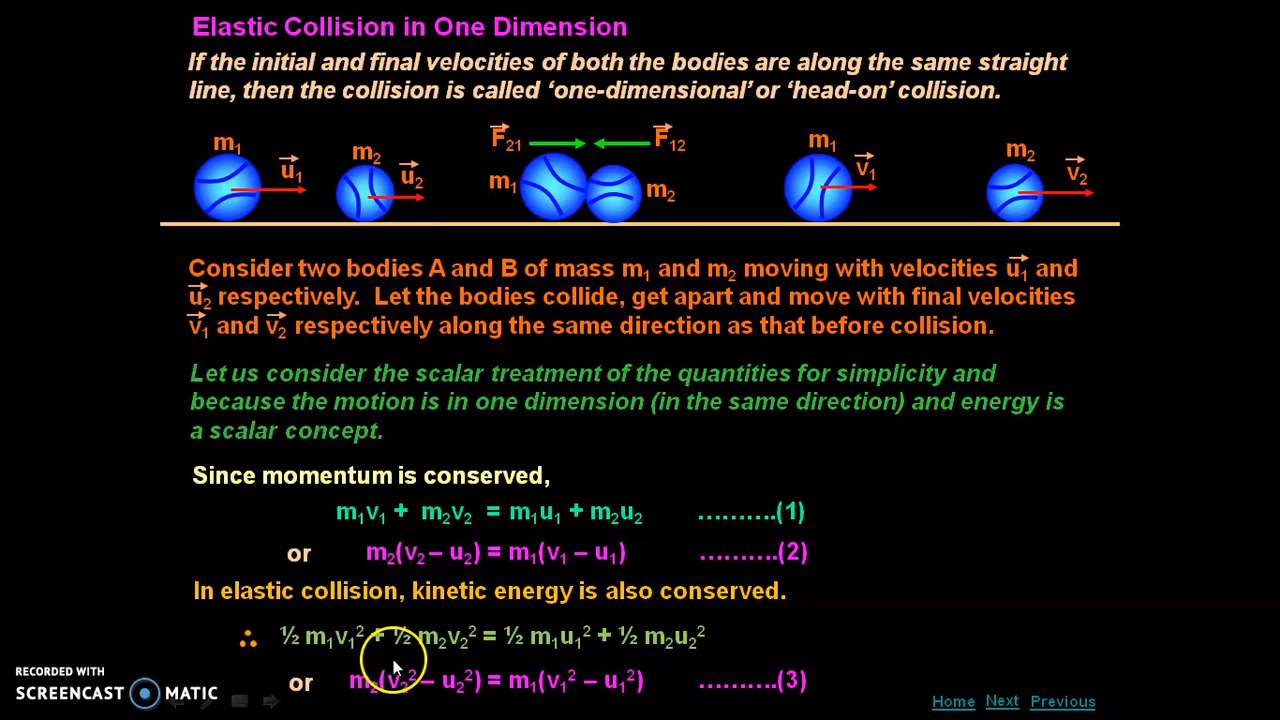 Elastic Collision in One Dimension
If the initial and final velocities of both the bodies are along the same straight
line, then the collision is called ‘one-dimensional’ or ‘head-on’ collision.
m₁ u₁ m₂ u₂ F₂₁ F₁₂ m₁ m₂ m₁ v₁ m₂ v₂
Consider two bodies A and B of mass m₁ and m₂ moving with velocities u₁ and
u₂ respectively. Let the bodies collide, get apart and move with final velocities
v₁ and v₂ respectively along the same direction as that before collision.
Let us consider the scalar treatment of the quantities for simplicity and
because the motion is in one dimension (in the same direction) and energy is
a scalar concept.
Since momentum is conserved,
m₁v₁ + m₂v₂ = m₁u₁ + m₂u₂ ……….(1)
or m₂(v₂ – u₂) = m₁(v₁ – u₁) ……….(2)
In elastic collision, kinetic energy is also conserved.
∴ ½ m₁v₁² + ½ m₂v₂² = ½ m₁u₁² + ½ m₂u₂²
or m₂(v₂² – u₂²) = m₁(v₁² – u₁²) ……….(3)
RECORDED WITH
SCREENCAST MATIC
Home Next Previous